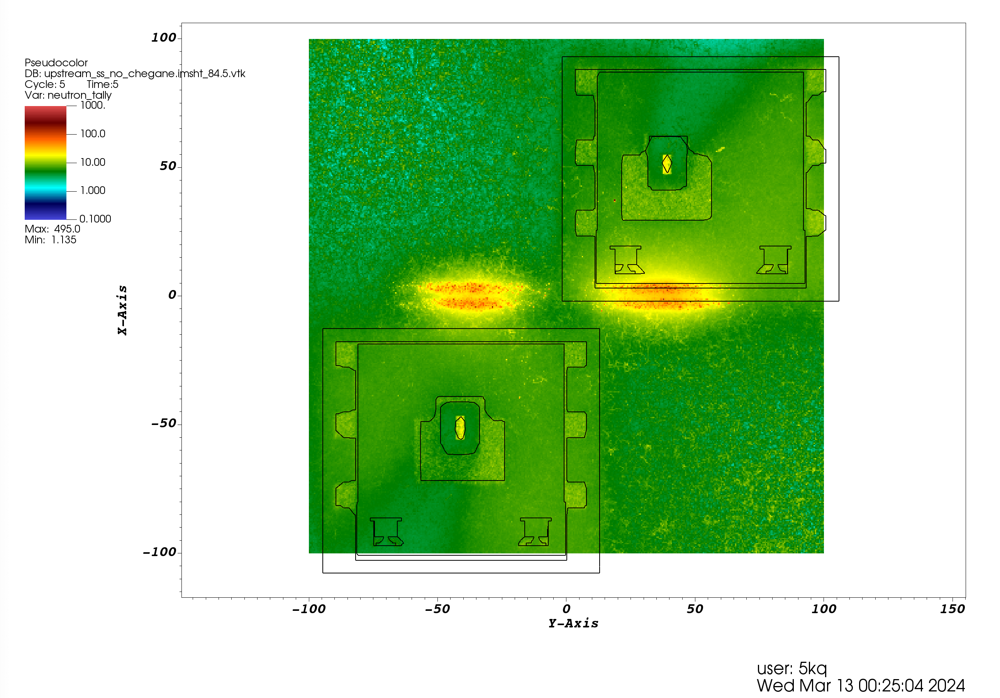 Pseudocolor
DB: upstream_ss_no_chegane.imsht_84.5.vtk
Cycle: 5 Time:5
Var: neutron_tally
1000.
100.0
10.00
1.000
0.1000
Max: 495.0
Min: 1.135
100
50
0
-50
-100
X-Axis
-100 -50 0 50 100 150
Y-Axis
user: 5kq
Wed Mar 13 00:25:04 2024